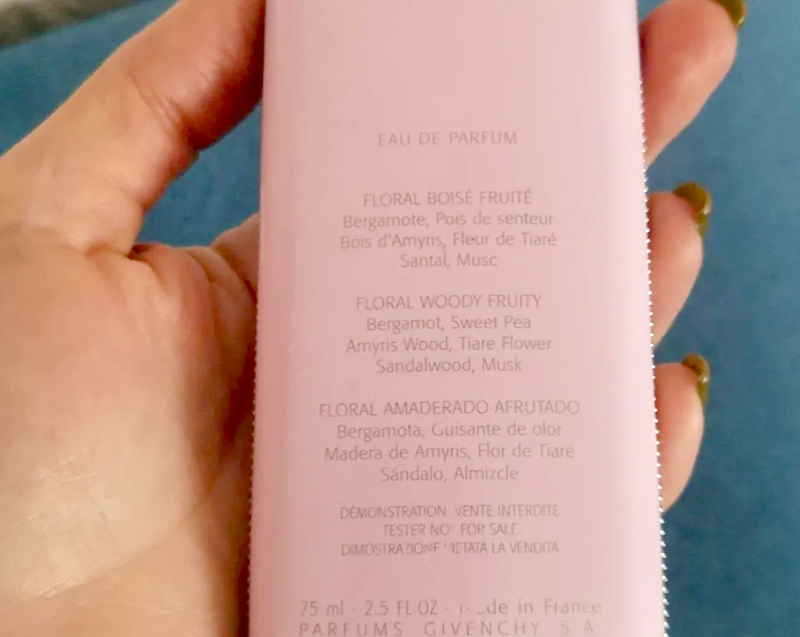 EAU DE PARFUM
FLORAL BOISÉ FRUITÉ
Bergamote, Pois de senteur
Bois d'Amyris, Fleur de Tiaré
Santal, Musc
FLORAL WOODY FRUITY
Bergamot, Sweet Pea
Amyris Wood, Tiare Flower
Sandalwood, Musk
FLORAL AMADERADO AFRUTADO
Bergamota, Guisante de olor
Madera de Amyris, Flor de Tiaré
Sándalo, Almizcle
DÉMONSTRATION VENTE INTERDITE
TESTER NOT FOR SALE
DIMOSTRAZIONE VIETATA LA VENDITA
75 ml - 2.5 FL.OZ - Made in France
PARFUMS GIVENCHY S A